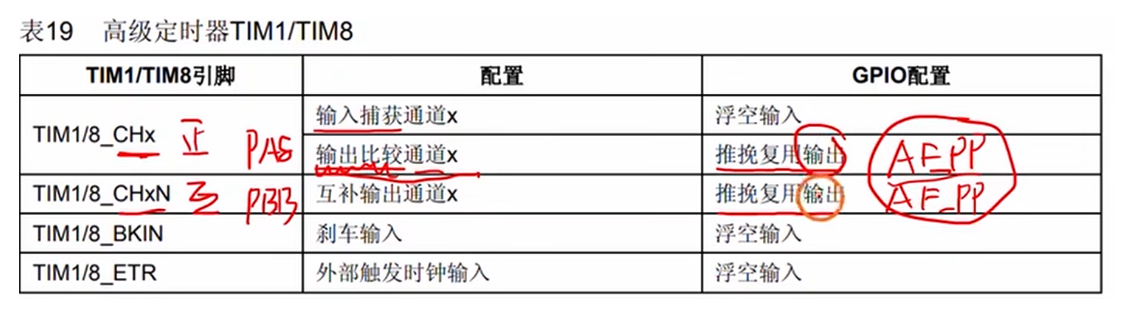 表19 高级定时器TIM1/TIM8
TIM1/TIM8引脚 配置 GPIO配置
TIM1/8_CHx 正 PA8 输入捕获通道x 浮空输入
输出比较通道x 推挽复用输出 AF_PP
TIM1/8_CHxN 互 PB13 互补输出通道x 推挽复用输出 AF_PP
TIM1/8_BKIN 刹车输入 浮空输入
TIM1/8_ETR 外部触发时钟输入 浮空输入